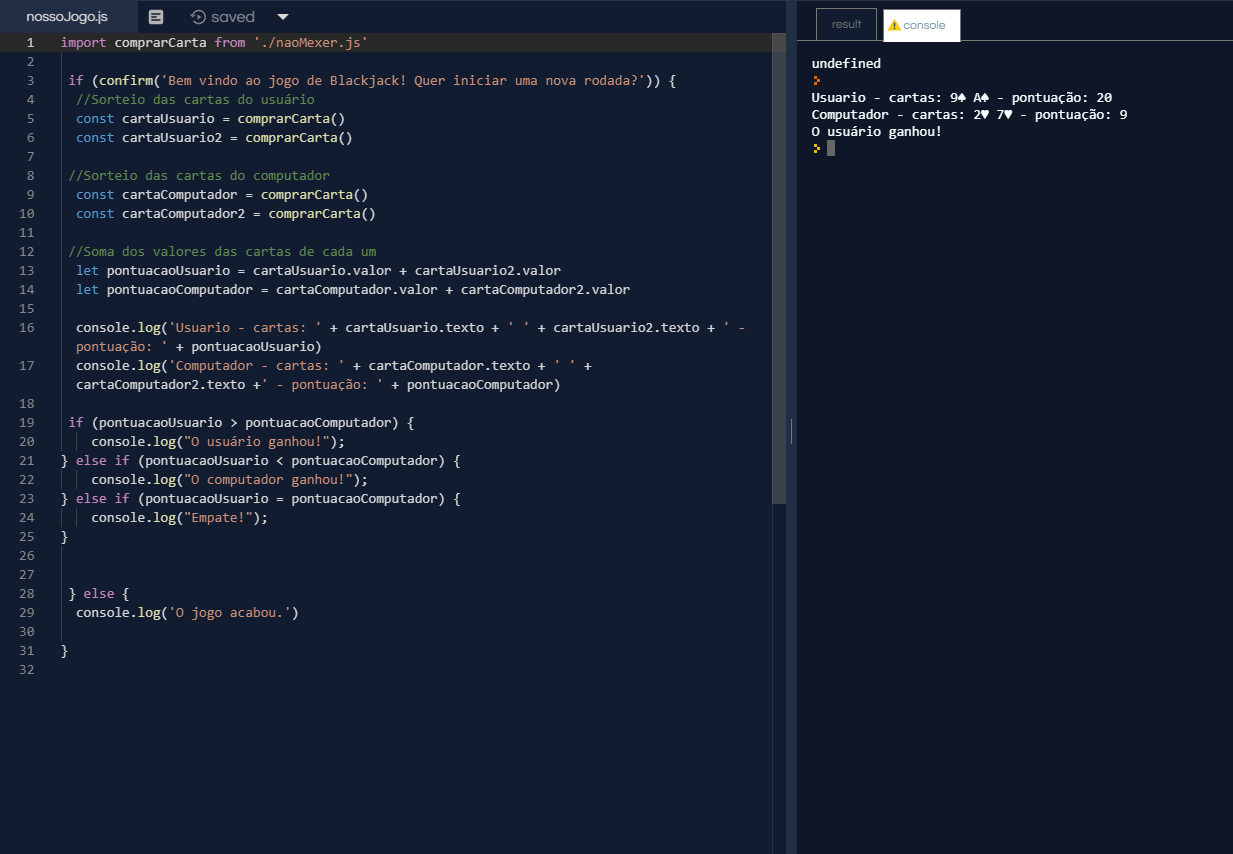 nossoJogo.js saved
1 import comprarCarta from './naoMexer.js'
2
3 if (confirm('Bem vindo ao jogo de Blackjack! Quer iniciar uma nova rodada?')) {
4 //Sorteio das cartas do usuário
5 const cartaUsuario = comprarCarta()
6 const cartaUsuario2 = comprarCarta()
7
8 //Sorteio das cartas do computador
9 const cartaComputador = comprarCarta()
10 const cartaComputador2 = comprarCarta()
11
12 //Soma dos valores das cartas de cada um
13 let pontuacaoUsuario = cartaUsuario.valor + cartaUsuario2.valor
14 let pontuacaoComputador = cartaComputador.valor + cartaComputador2.valor
15
16 console.log('Usuario - cartas: ' + cartaUsuario.texto + ' ' + cartaUsuario2.texto + ' -
pontuação: ' + pontuacaoUsuario)
17 console.log('Computador - cartas: ' + cartaComputador.texto + ' ' +
cartaComputador2.texto +' - pontuação: ' + pontuacaoComputador)
18
19 if (pontuacaoUsuario > pontuacaoComputador) {
20 console.log("O usuário ganhou!");
21 } else if (pontuacaoUsuario < pontuacaoComputador) {
22 console.log("O computador ganhou!");
23 } else if (pontuacaoUsuario = pontuacaoComputador) {
24 console.log("Empate!");
25 }
26
27
28 } else {
29 console.log('O jogo acabou.')
30
31 }
32
result console
undefined
>
Usuario - cartas: 9♠ A♠ - pontuação: 20
Computador - cartas: 2♥ 7♥ - pontuação: 9
O usuário ganhou!
>